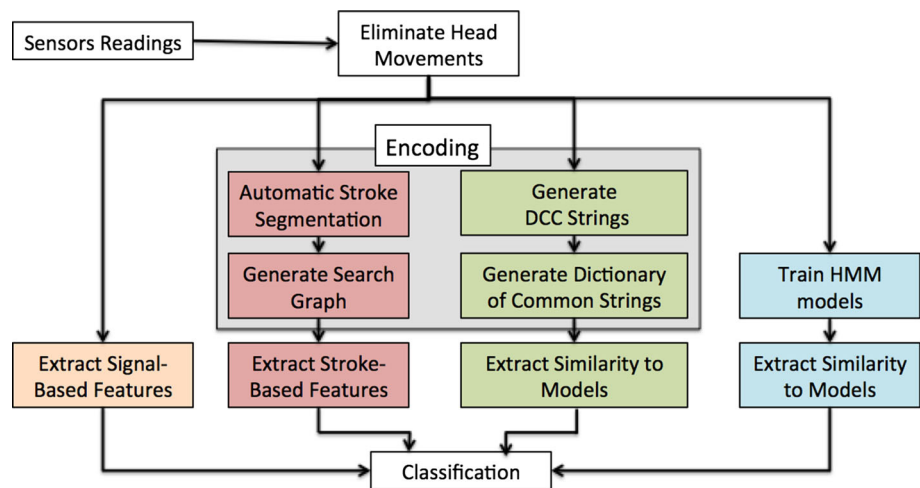 Sensors Readings
Eliminate Head
Movements
Encoding
Automatic Stroke
Segmentation
Generate
DCC Strings
Generate Search
Graph
Generate Dictionary
of Common Strings
Train HMM
models
Extract Signal-
Based Features
Extract Stroke-
Based Features
Extract Similarity to
Models
Extract Similarity
to Models
Classification